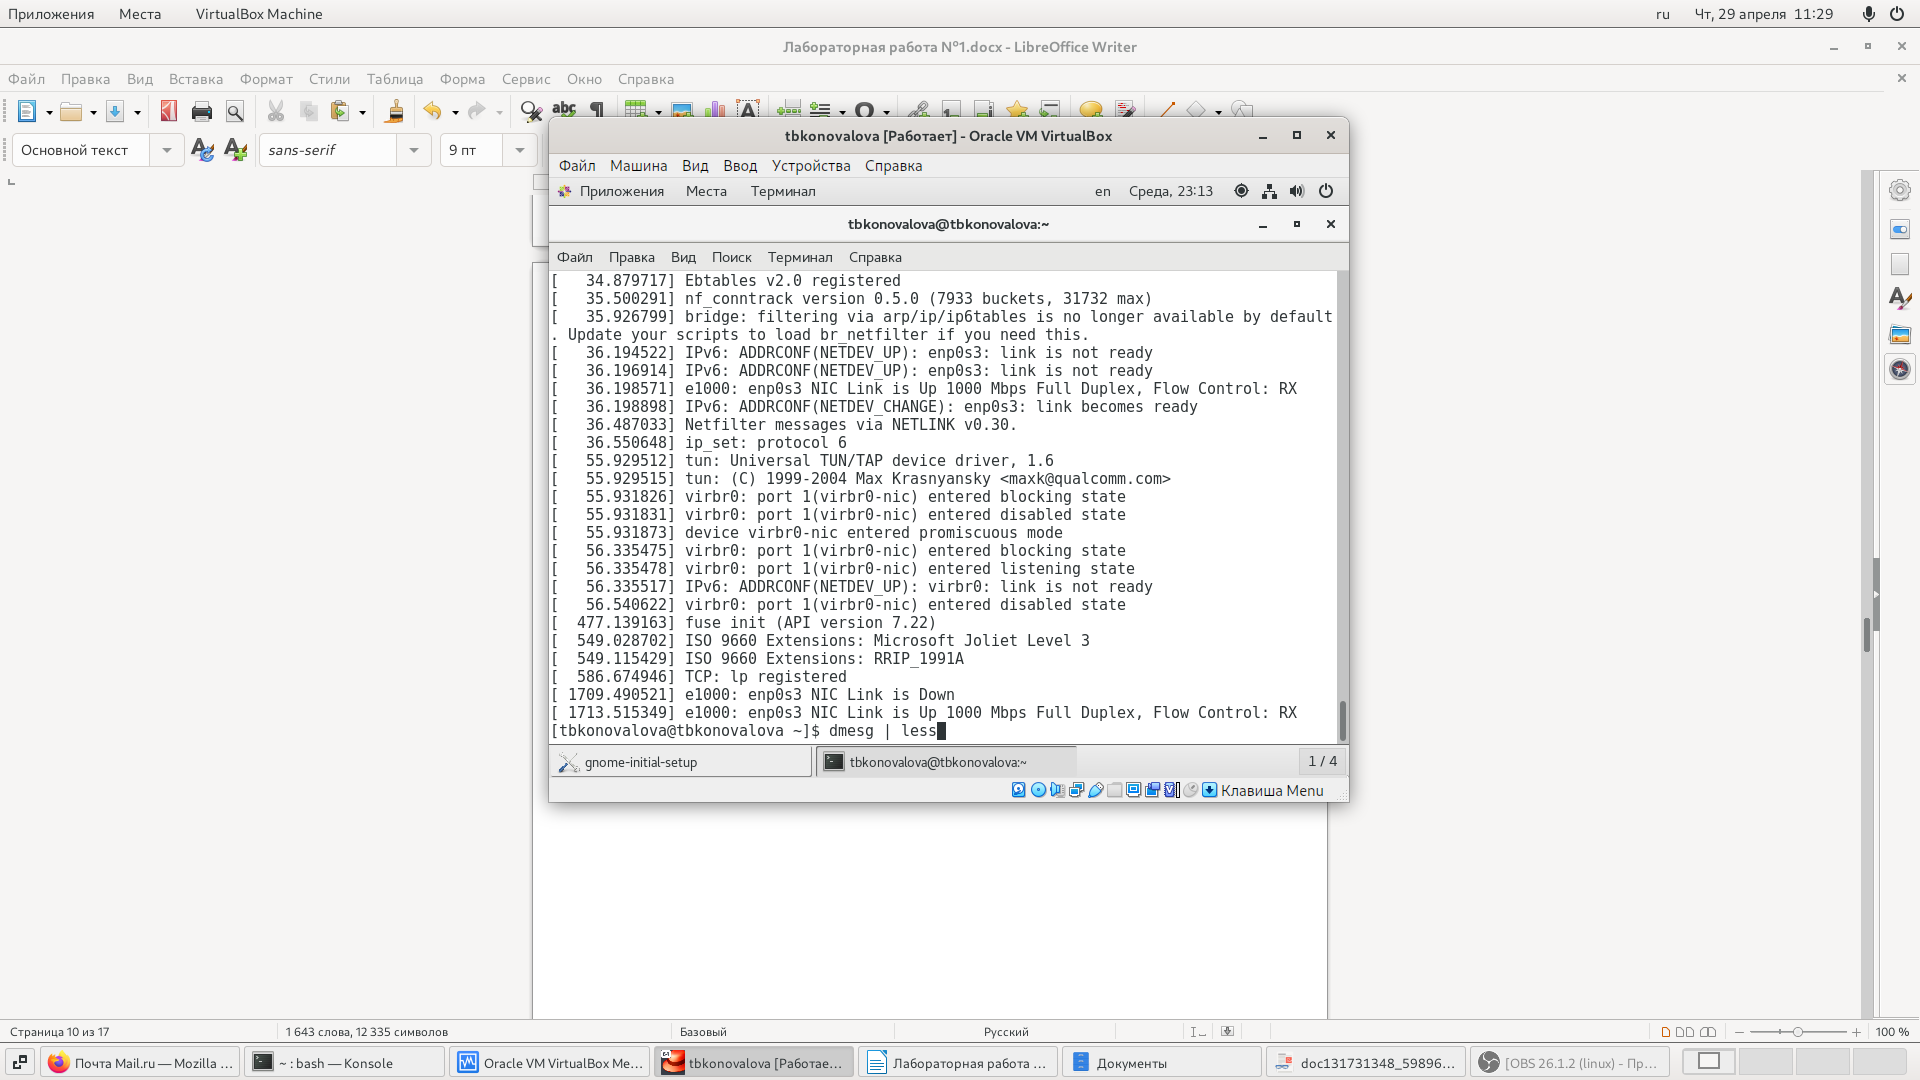 Приложения Места VirtualBox Machine ru Чт, 29 апреля 11:29
Лабораторная работа №1.docx - LibreOffice Writer
Файл Правка Вид Вставка Формат Стили Таблица Форма Сервис Окно Справка
Основной текст sans-serif 9 пт
tbkonovalova [Работает] - Oracle VM VirtualBox
Файл Машина Вид Ввод Устройства Справка
Приложения Места Терминал en Среда, 23:13
tbkonovalova@tbkonovalova:~
Файл Правка Вид Поиск Терминал Справка
[   34.879717] Ebtables v2.0 registered
[   35.500291] nf_conntrack version 0.5.0 (7933 buckets, 31732 max)
[   35.926799] bridge: filtering via arp/ip/ip6tables is no longer available by default
. Update your scripts to load br_netfilter if you need this.
[   36.194522] IPv6: ADDRCONF(NETDEV_UP): enp0s3: link is not ready
[   36.196914] IPv6: ADDRCONF(NETDEV_UP): enp0s3: link is not ready
[   36.198571] e1000: enp0s3 NIC Link is Up 1000 Mbps Full Duplex, Flow Control: RX
[   36.198898] IPv6: ADDRCONF(NETDEV_CHANGE): enp0s3: link becomes ready
[   36.487033] Netfilter messages via NETLINK v0.30.
[   36.550648] ip_set: protocol 6
[   55.929512] tun: Universal TUN/TAP device driver, 1.6
[   55.929515] tun: (C) 1999-2004 Max Krasnyansky <maxk@qualcomm.com>
[   55.931826] virbr0: port 1(virbr0-nic) entered blocking state
[   55.931831] virbr0: port 1(virbr0-nic) entered disabled state
[   55.931873] device virbr0-nic entered promiscuous mode
[   56.335475] virbr0: port 1(virbr0-nic) entered blocking state
[   56.335478] virbr0: port 1(virbr0-nic) entered listening state
[   56.335517] IPv6: ADDRCONF(NETDEV_UP): virbr0: link is not ready
[   56.540622] virbr0: port 1(virbr0-nic) entered disabled state
[  477.139163] fuse init (API version 7.22)
[  549.028702] ISO 9660 Extensions: Microsoft Joliet Level 3
[  549.115429] ISO 9660 Extensions: RRIP_1991A
[  586.674946] TCP: lp registered
[ 1709.490521] e1000: enp0s3 NIC Link is Down
[ 1713.515349] e1000: enp0s3 NIC Link is Up 1000 Mbps Full Duplex, Flow Control: RX
[tbkonovalova@tbkonovalova ~]$ dmesg | less
gnome-initial-setup tbkonovalova@tbkonovalova:~ 1 / 4
Клавиша Menu
Страница 10 из 17 1 643 слова, 12 335 символов Базовый Русский 100 %
Почта Mail.ru — Mozilla ... ~ : bash — Konsole Oracle VM VirtualBox Ме... tbkonovalova [Работае... Лабораторная работа ... Документы doc131731348_59896... [OBS 26.1.2 (linux) - Пр...